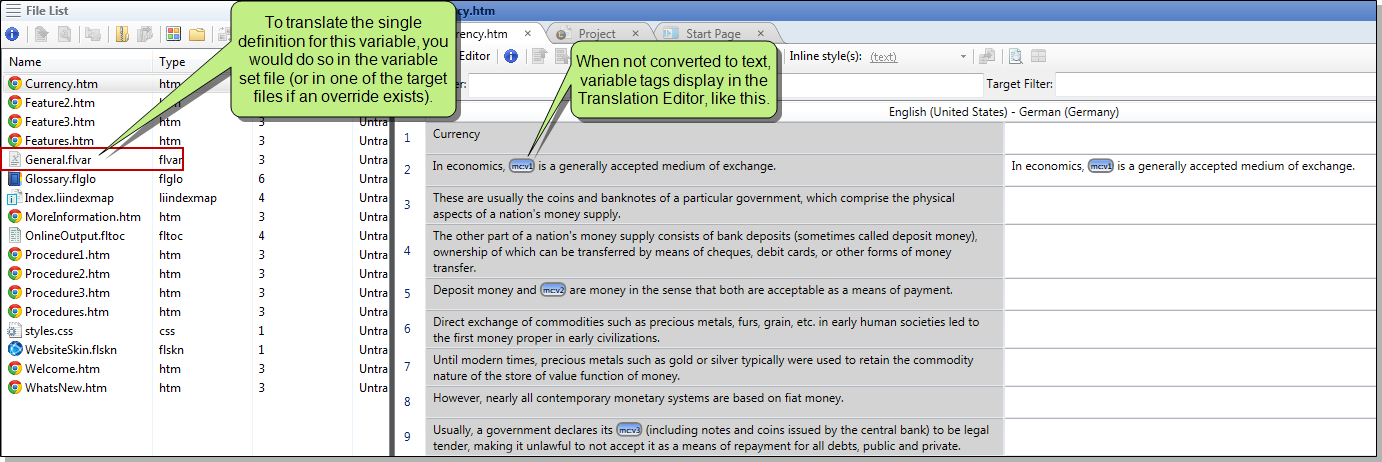 File List
ncy.htm
To translate the single
definition for this variable, you
would do so in the variable
set file (or in one of the target
files if an override exists).
rency.htm
Project
Start Page
Editor
Inline style(s):
(text)
When not converted to text,
variable tags display in the
Translation Editor, like this.
er:
Target Filter:
Name
Type
English (United States) - German (Germany)
Currency.htm htm
Feature2.htm htm
Feature3.htm htm 3 Untra
Features.htm htm 3 Untra
General.flvar flvar 3 Untra
Glossary.flglo flglo 6 Untra
Index.liindexmap liindexmap 4 Untra
MoreInformation.htm htm 3 Untra
OnlineOutput.fltoc fltoc 4 Untra
Procedure1.htm htm 3 Untra
Procedure2.htm htm 3 Untra
Procedure3.htm htm 3 Untra
Procedures.htm htm 3 Untra
styles.css css 1 Untra
WebsiteSkin.flskn flskn 1 Untra
Welcome.htm htm 3 Untra
WhatsNew.htm htm 3 Untra
1 Currency
2 In economics, mc:v1 is a generally accepted medium of exchange. In economics, mc:v1 is a generally accepted medium of exchange.
3 These are usually the coins and banknotes of a particular government, which comprise the physical
aspects of a nation's money supply.
4 The other part of a nation's money supply consists of bank deposits (sometimes called deposit money),
ownership of which can be transferred by means of cheques, debit cards, or other forms of money
transfer.
5 Deposit money and mc:v2 are money in the sense that both are acceptable as a means of payment.
6 Direct exchange of commodities such as precious metals, furs, grain, etc. in early human societies led to
the first money proper in early civilizations.
7 Until modern times, precious metals such as gold or silver typically were used to retain the commodity
nature of the store of value function of money.
8 However, nearly all contemporary monetary systems are based on fiat money.
9 Usually, a government declares its mc:v3 (including notes and coins issued by the central bank) to be legal
tender, making it unlawful to not accept it as a means of repayment for all debts, public and private.